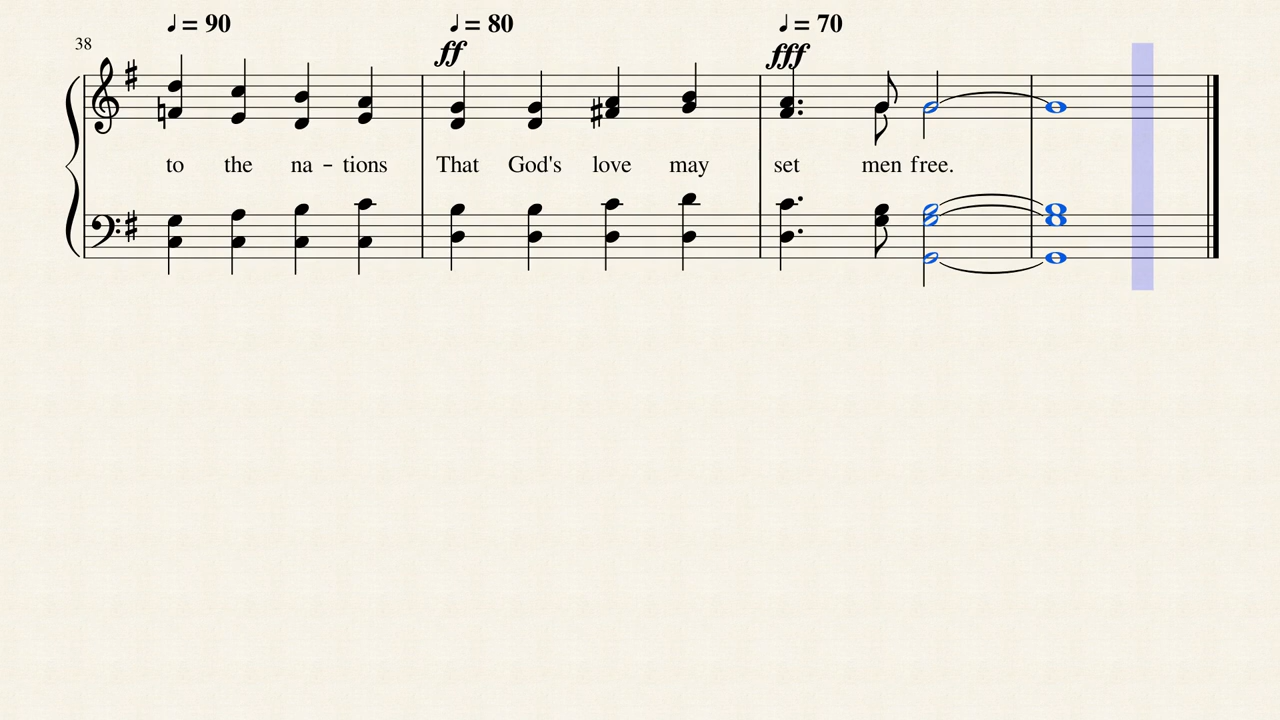 ♩ = 90 ♩ = 80 ♩ = 70
38 ff fff
to the na - tions That God's love may set men free.